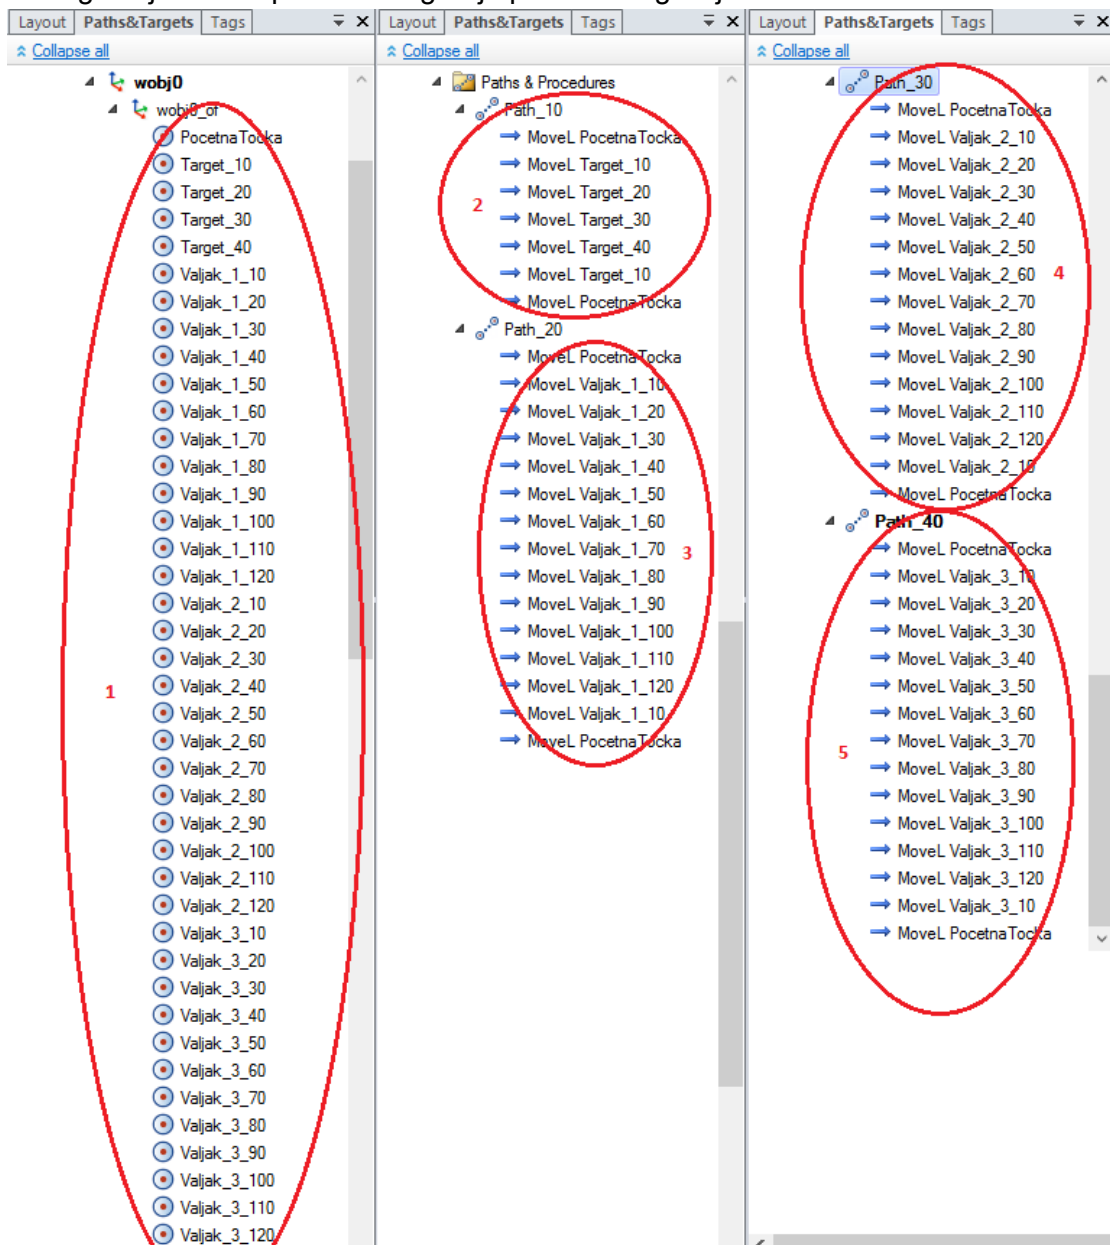 Layout Paths&Targets Tags
Collapse all
wobj0
wobj0_of
PocetnaTocka
Target_10
Target_20
Target_30
Target_40
Valjak_1_10
Valjak_1_20
Valjak_1_30
Valjak_1_40
Valjak_1_50
Valjak_1_60
Valjak_1_70
Valjak_1_80
Valjak_1_90
Valjak_1_100
Valjak_1_110
Valjak_1_120
Valjak_2_10
Valjak_2_20
Valjak_2_30
Valjak_2_40
1
Valjak_2_50
Valjak_2_60
Valjak_2_70
Valjak_2_80
Valjak_2_90
Valjak_2_100
Valjak_2_110
Valjak_2_120
Valjak_3_10
Valjak_3_20
Valjak_3_30
Valjak_3_40
Valjak_3_50
Valjak_3_60
Valjak_3_70
Valjak_3_80
Valjak_3_90
Valjak_3_100
Valjak_3_110
Valjak_3_120
Layout Paths&Targets Tags
Collapse all
Paths & Procedures
Path_10
MoveL PocetnaTocka
MoveL Target_10
MoveL Target_20
2
MoveL Target_30
MoveL Target_40
MoveL Target_10
MoveL PocetnaTocka
Path_20
MoveL PocetnaTocka
MoveL Valjak_1_10
MoveL Valjak_1_20
MoveL Valjak_1_30
MoveL Valjak_1_40
MoveL Valjak_1_50
MoveL Valjak_1_60
MoveL Valjak_1_70
3
MoveL Valjak_1_80
MoveL Valjak_1_90
MoveL Valjak_1_100
MoveL Valjak_1_110
MoveL Valjak_1_120
MoveL Valjak_1_10
MoveL PocetnaTocka
Layout Paths&Targets Tags
Collapse all
Path_30
MoveL PocetnaTocka
MoveL Valjak_2_10
MoveL Valjak_2_20
MoveL Valjak_2_30
MoveL Valjak_2_40
MoveL Valjak_2_50
MoveL Valjak_2_60
4
MoveL Valjak_2_70
MoveL Valjak_2_80
MoveL Valjak_2_90
MoveL Valjak_2_100
MoveL Valjak_2_110
MoveL Valjak_2_120
MoveL Valjak_2_10
MoveL PocetnaTocka
Path_40
MoveL PocetnaTocka
MoveL Valjak_3_10
MoveL Valjak_3_20
MoveL Valjak_3_30
MoveL Valjak_3_40
MoveL Valjak_3_50
MoveL Valjak_3_60
MoveL Valjak_3_70
5
MoveL Valjak_3_80
MoveL Valjak_3_90
MoveL Valjak_3_100
MoveL Valjak_3_110
MoveL Valjak_3_120
MoveL Valjak_3_10
MoveL PocetnaTocka